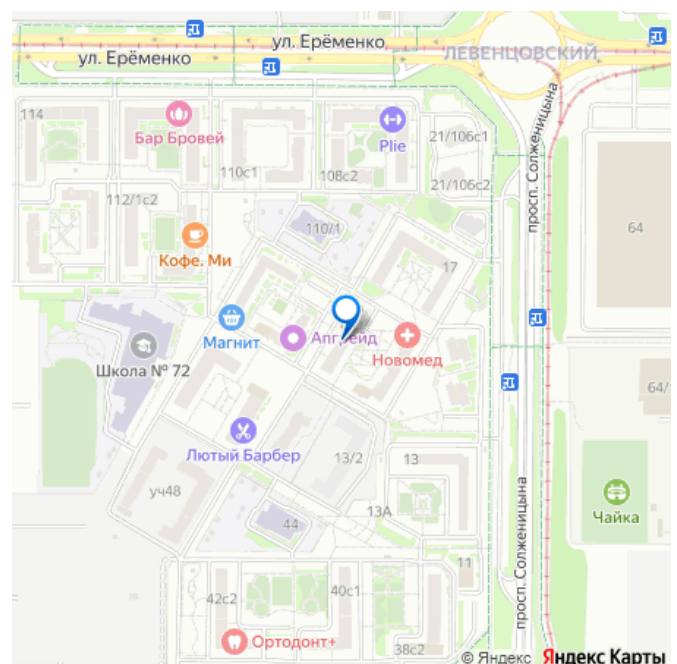 ул. Ерёменко
ул. Ерёменко
ЛЕВЕНЦОВСКИЙ
114
Бар Бровей
Plie
21/106с1
110с1
108с2
21/106с2
112/1с2
просп. Солженицына
110/1
64
Кофе. Ми
17
Магнит
Апгрейд
Новомед
Школа № 72
64/
Лютый Барбер
13/2
13
уч48
Чайка
13А
44
просп. Солженицына
11
42с2
40с1
Ортодонт+
38с2
© Яндекс Яндекс Карты